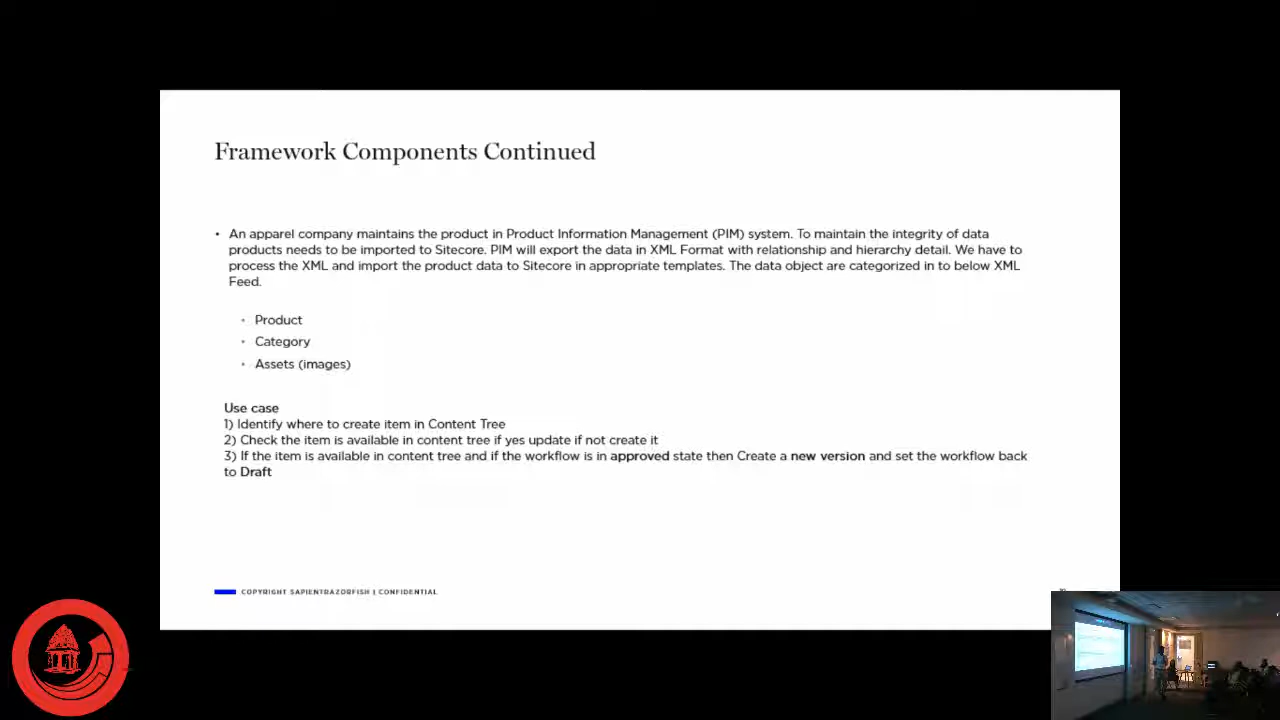 Framework Components Continued
• An apparel company maintains the product in Product Information Management (PIM) system. To maintain the integrity of data
products needs to be imported to Sitecore. PIM will export the data in XML Format with relationship and hierarchy detail. We have to
process the XML and import the product data to Sitecore in appropriate templates. The data object are categorized in to below XML
Feed.
• Product
• Category
• Assets (images)
Use case
1) Identify where to create item in Content Tree
2) Check the item is available in content tree if yes update if not create it
3) If the item is available in content tree and if the workflow is in approved state then Create a new version and set the workflow back
to Draft
COPYRIGHT SAPIENTRAZORFISH | CONFIDENTIAL